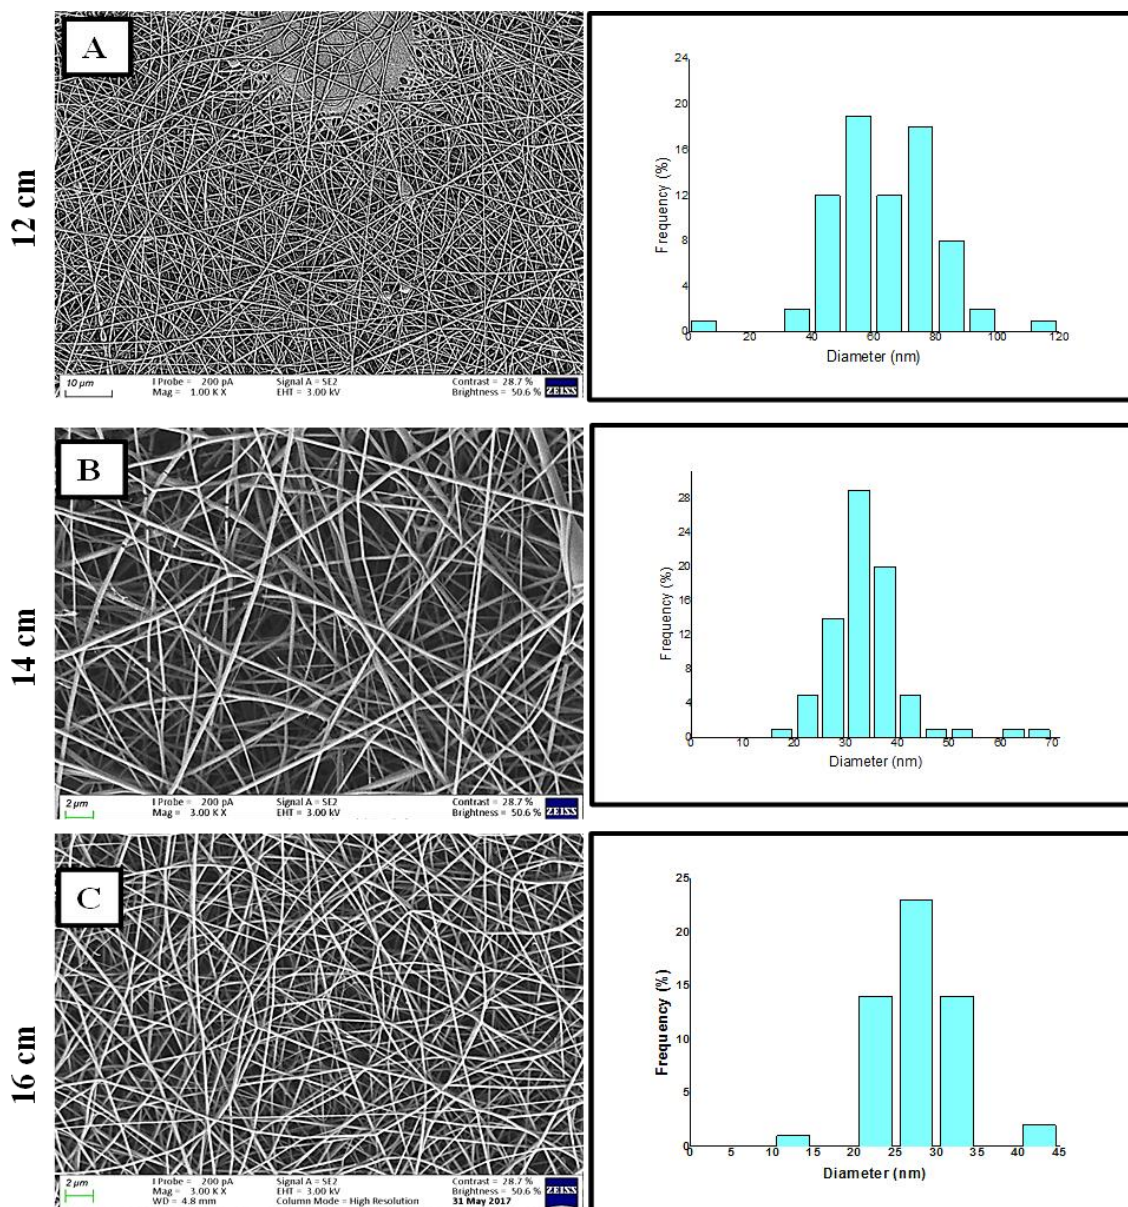 A
12 cm
10 µm
I Probe = 200 pA Signal A = SE2 Contrast = 28.7 %
Mag = 1.00 K X EHT = 3.00 kV Brightness = 50.6 %
ZEISS
24
20
16
12
8
4
0
0 20 40 60 80 100 120
Frequency (%)
Diameter (nm)
B
14 cm
2 µm
I Probe = 200 pA Signal A = SE2 Contrast = 28.7 %
Mag = 3.00 K X EHT = 3.00 kV Brightness = 50.6 %
ZEISS
28
24
20
16
12
8
4
0
0 10 20 30 40 50 60 70
Frequency (%)
Diameter (nm)
C
16 cm
2 µm
I Probe = 200 pA Signal A = SE2 Contrast = 28.7 %
Mag = 3.00 K X EHT = 3.00 kV Brightness = 50.6 %
WD = 4.8 mm Column Mode = High Resolution 31 May 2017
ZEISS
25
20
15
10
5
0
0 5 10 15 20 25 30 35 40 45
Frequency (%)
Diameter (nm)